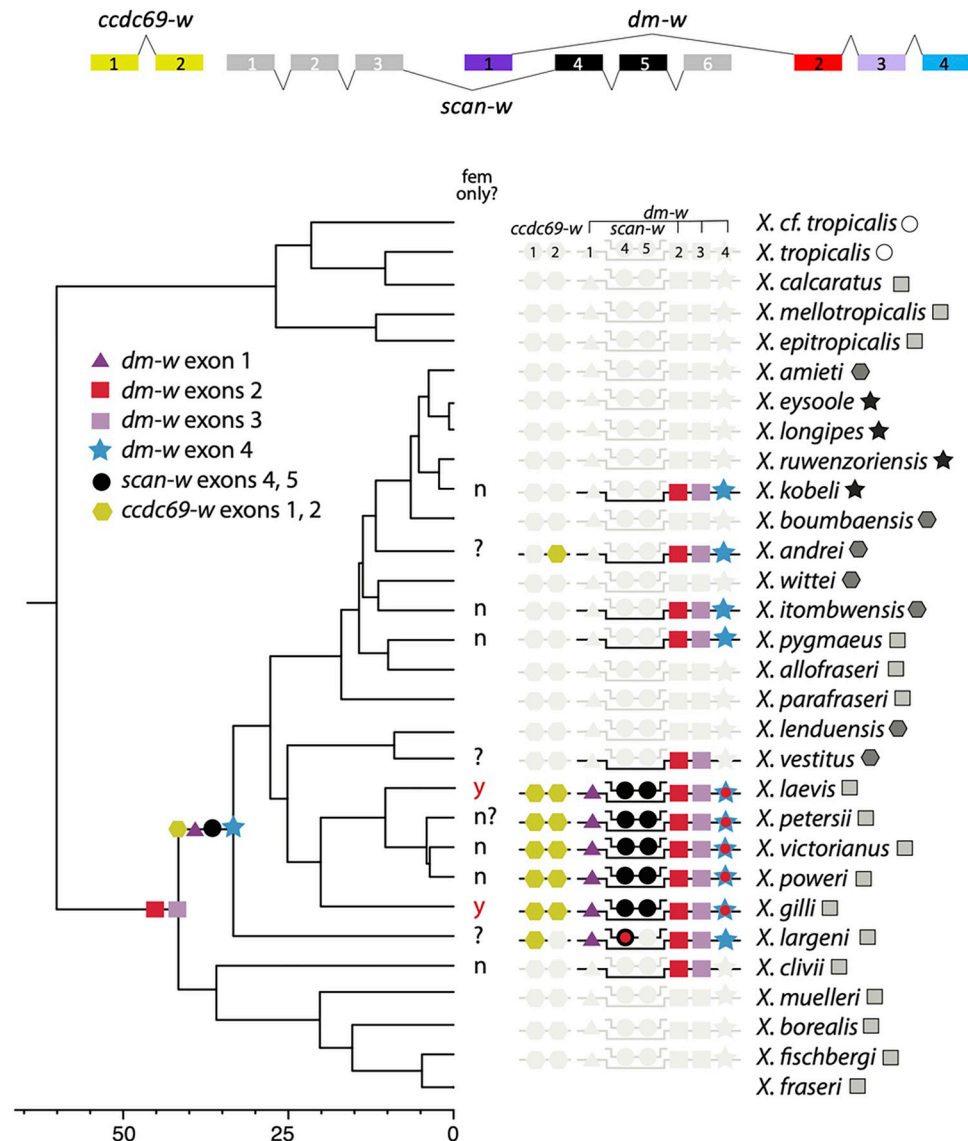 ccdc69-w
dm-w
1 2 1 2 3 1 4 5 6 2 3 4
scan-w
fem
only?
dm-w
ccdc69-w scan-w
1 2 1 4 5 2 3 4
X. cf. tropicalis
X. tropicalis
X. calcaratus
X. mellotropicalis
X. epitropicalis
dm-w exon 1
dm-w exons 2
dm-w exons 3
dm-w exon 4
scan-w exons 4, 5
ccdc69-w exons 1, 2
X. amieti
X. eysoole
X. longipes
X. ruwenzoriensis
n X. kobeli
X. boumbaensis
? X. andrei
X. wittei
n X. itombwensis
n X. pygmaeus
X. allofraseri
X. parafraseri
X. lenduensis
? X. vestitus
y X. laevis
n? X. petersii
n X. victorianus
n X. poweri
y X. gilli
? X. largeni
n X. clivii
X. muelleri
X. borealis
X. fischbergi
X. fraseri
50 25 0